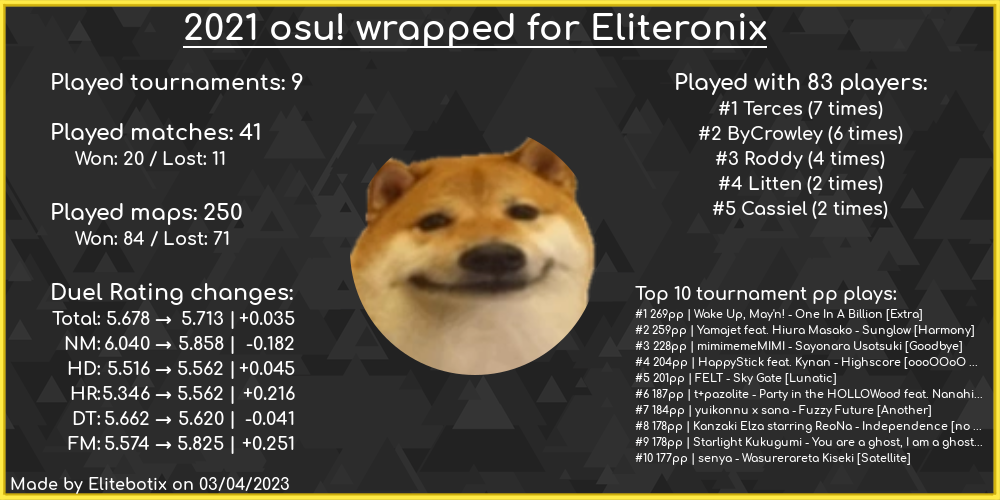 2021 osu! wrapped for Eliteronix
Played tournaments: 9
Played matches: 41
Won: 20 / Lost: 11
Played maps: 250
Won: 84 / Lost: 71
Duel Rating changes:
Total: 5.678 → 5.713 | +0.035
NM: 6.040 → 5.858 | -0.182
HD: 5.516 → 5.562 | +0.045
HR: 5.346 → 5.562 | +0.216
DT: 5.662 → 5.620 | -0.041
FM: 5.574 → 5.825 | +0.251
Played with 83 players:
#1 Terces (7 times)
#2 ByCrowley (6 times)
#3 Roddy (4 times)
#4 Litten (2 times)
#5 Cassiel (2 times)
Top 10 tournament pp plays:
#1 269pp | Wake Up, May'n! - One In A Billion [Extra]
#2 259pp | Yamajet feat. Hiura Masako - Sunglow [Harmony]
#3 228pp | mimimemeMIMI - Sayonara Usotsuki [Goodbye]
#4 204pp | HappyStick feat. Kynan - Highscore [oooOOoO ...
#5 201pp | FELT - Sky Gate [Lunatic]
#6 187pp | t+pazolite - Party in the HOLLOWood feat. Nanahi...
#7 184pp | yuikonnu x sana - Fuzzy Future [Another]
#8 178pp | Kanzaki Elza starring ReoNa - Independence [no ...
#9 178pp | Starlight Kukugumi - You are a ghost, I am a ghost...
#10 177pp | senya - Wasurerareta Kiseki [Satellite]
Made by Elitebotix on 03/04/2023